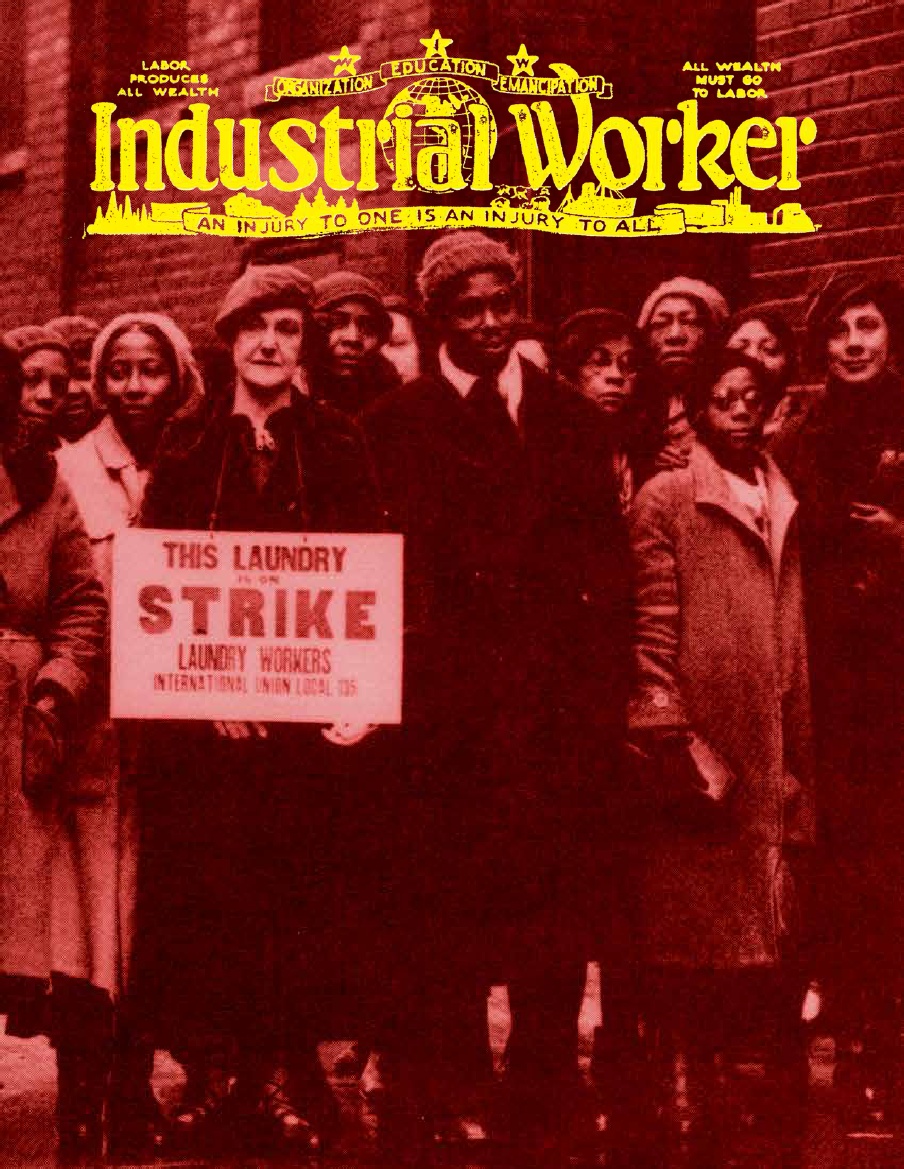 LABOR
PRODUCES
ALL WEALTH
I W W
ORGANIZATION EDUCATION EMANCIPATION
ALL WEALTH
MUST GO
TO LABOR
Industrial Worker
AN INJURY TO ONE IS AN INJURY TO ALL
THIS LAUNDRY
IS ON
STRIKE
LAUNDRY WORKERS
INTERNATIONAL UNION LOCAL